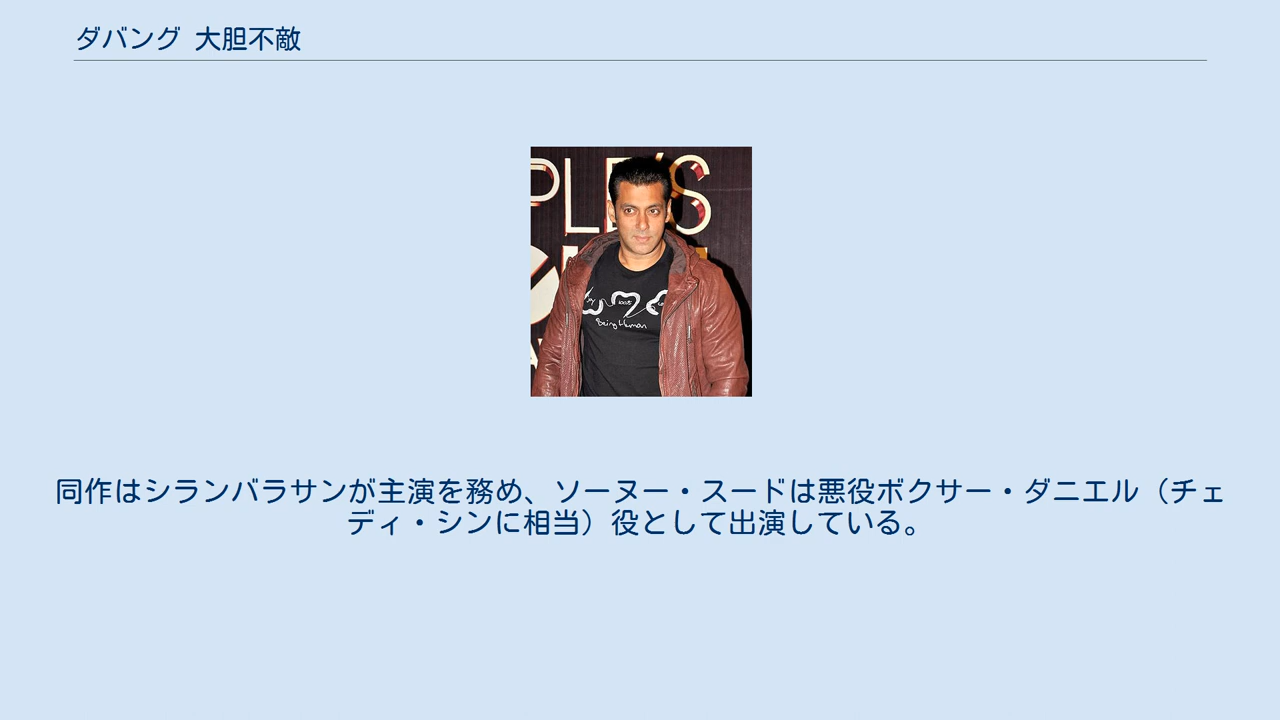 ダバング 大胆不敵
PLE'S
Being Human
同作はシランバラサンが主演を務め、ソーヌー・スードは悪役ボクサー・ダニエル（チェ
ディ・シンに相当）役として出演している。